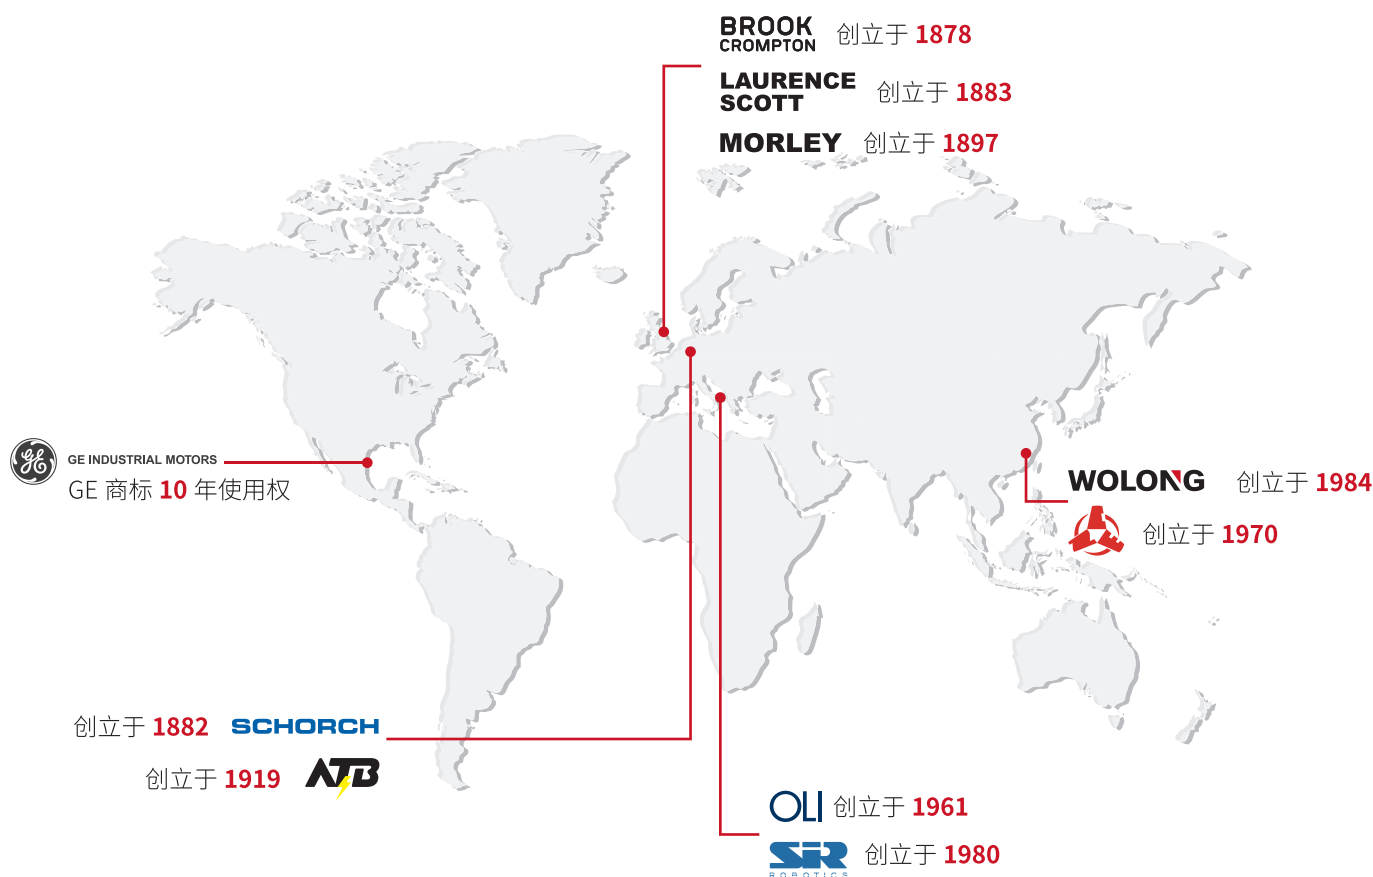 BROOK
CROMPTON 创立于 1878
LAURENCE
SCOTT 创立于 1883
MORLEY 创立于 1897
GE
GE INDUSTRIAL MOTORS
GE 商标 10 年使用权
WOLONG 创立于 1984
创立于 1970
创立于 1882 SCHORCH
创立于 1919 ATB
OLI 创立于 1961
SIR 创立于 1980
ROBOTICS